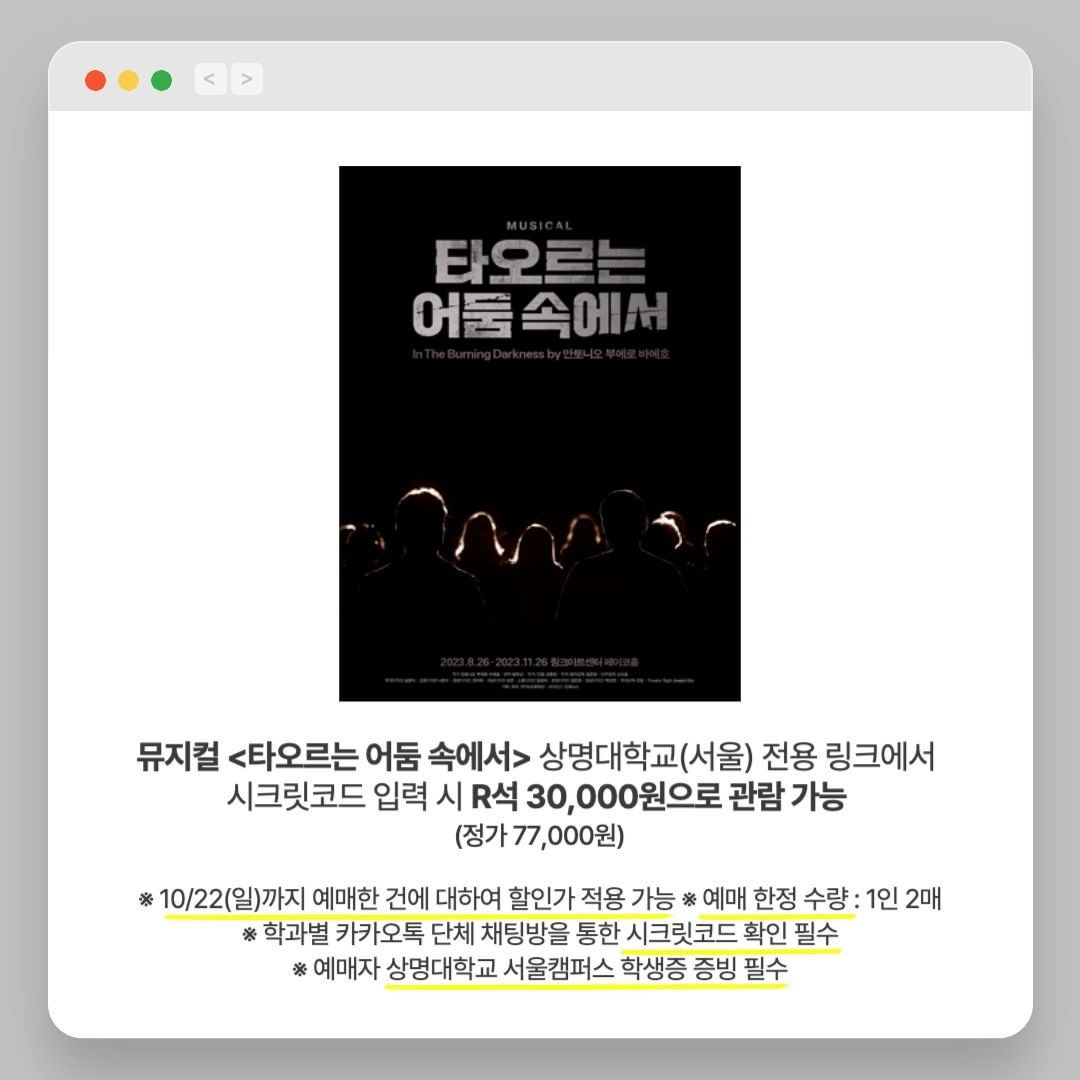 < >
MUSICAL
타오르는
어둠 속에서
In The Burning Darkness by 안토니오 부에로 바예호
2023.8.26-2023.11.26 링크아트센터 페이코홀
뮤지컬 <타오르는 어둠 속에서> 상명대학교(서울) 전용 링크에서
시크릿코드 입력 시 R석 30,000원으로 관람 가능
(정가 77,000원)
※ 10/22(일)까지 예매한 건에 대하여 할인가 적용 가능 ※ 예매 한정 수량 : 1인 2매
※ 학과별 카카오톡 단체 채팅방을 통한 시크릿코드 확인 필수
※ 예매자 상명대학교 서울캠퍼스 학생증 증빙 필수